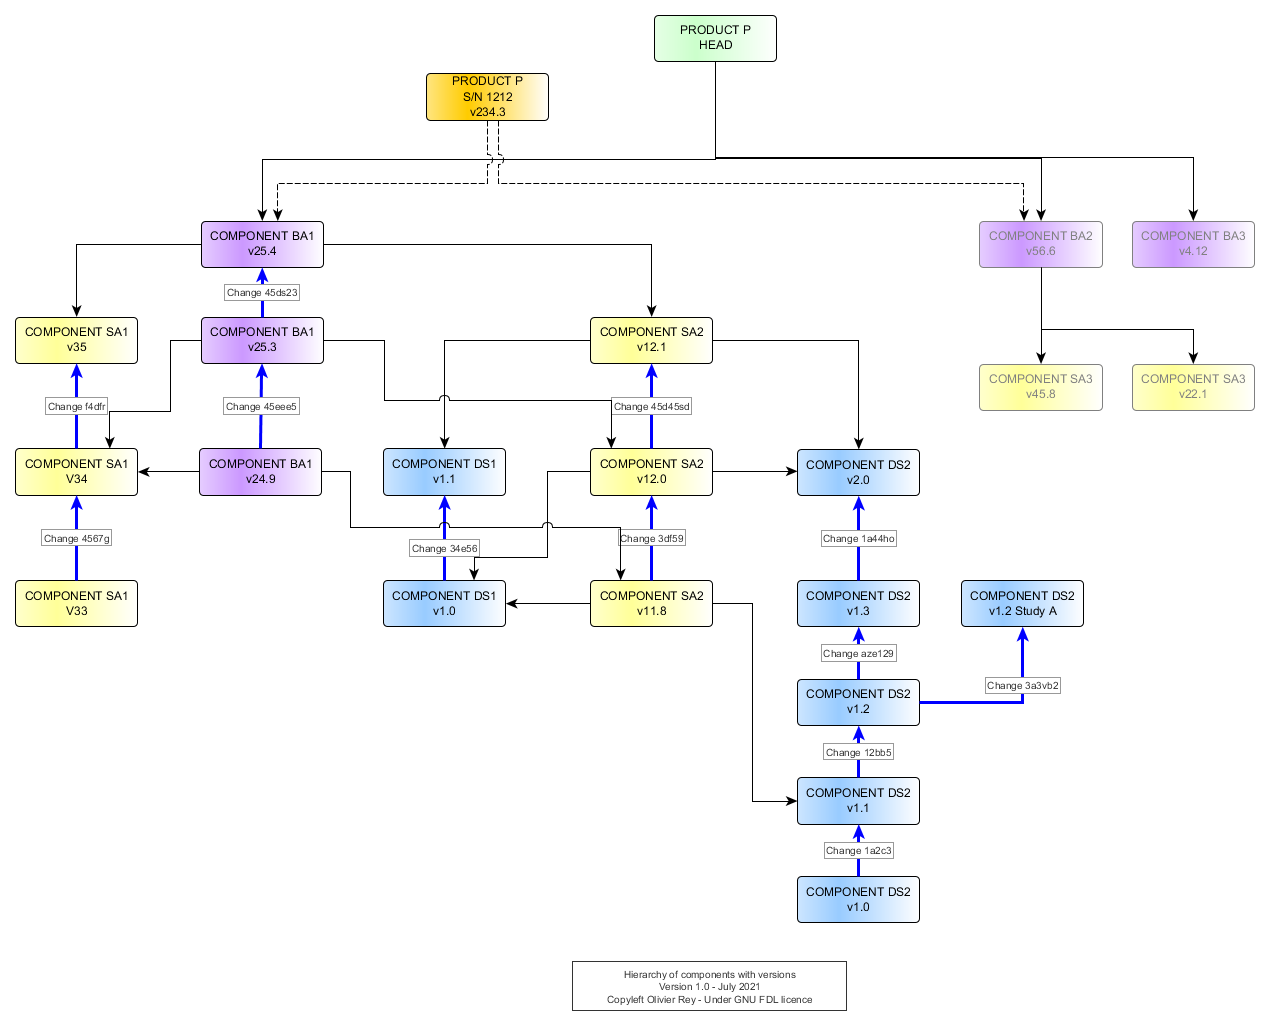 PRODUCT P
HEAD
PRODUCT P
S/N 1212
v234.3
COMPONENT BA1
v25.4
COMPONENT BA2
v56.6
COMPONENT BA3
v4.12
Change 45ds23
COMPONENT SA1
v35
COMPONENT BA1
v25.3
COMPONENT SA2
v12.1
COMPONENT SA3
v45.8
COMPONENT SA3
v22.1
Change f4dfr
Change 45eee5
Change 45d45sd
COMPONENT SA1
V34
COMPONENT BA1
v24.9
COMPONENT DS1
v1.1
COMPONENT SA2
v12.0
COMPONENT DS2
v2.0
Change 4567g
Change 34e56
Change 3df59
Change 1a44ho
COMPONENT SA1
V33
COMPONENT DS1
v1.0
COMPONENT SA2
v11.8
COMPONENT DS2
v1.3
COMPONENT DS2
v1.2 Study A
Change aze129
Change 3a3vb2
COMPONENT DS2
v1.2
Change 12bb5
COMPONENT DS2
v1.1
Change 1a2c3
COMPONENT DS2
v1.0
Hierarchy of components with versions
Version 1.0 - July 2021
Copyleft Olivier Rey - Under GNU FDL licence